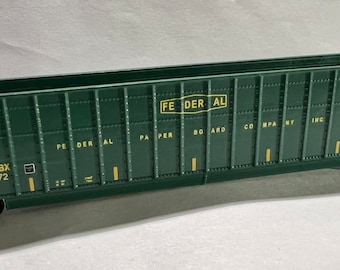 FEDERAL
FEDERAL PAPER BOARD COMPANY INC
BX
72